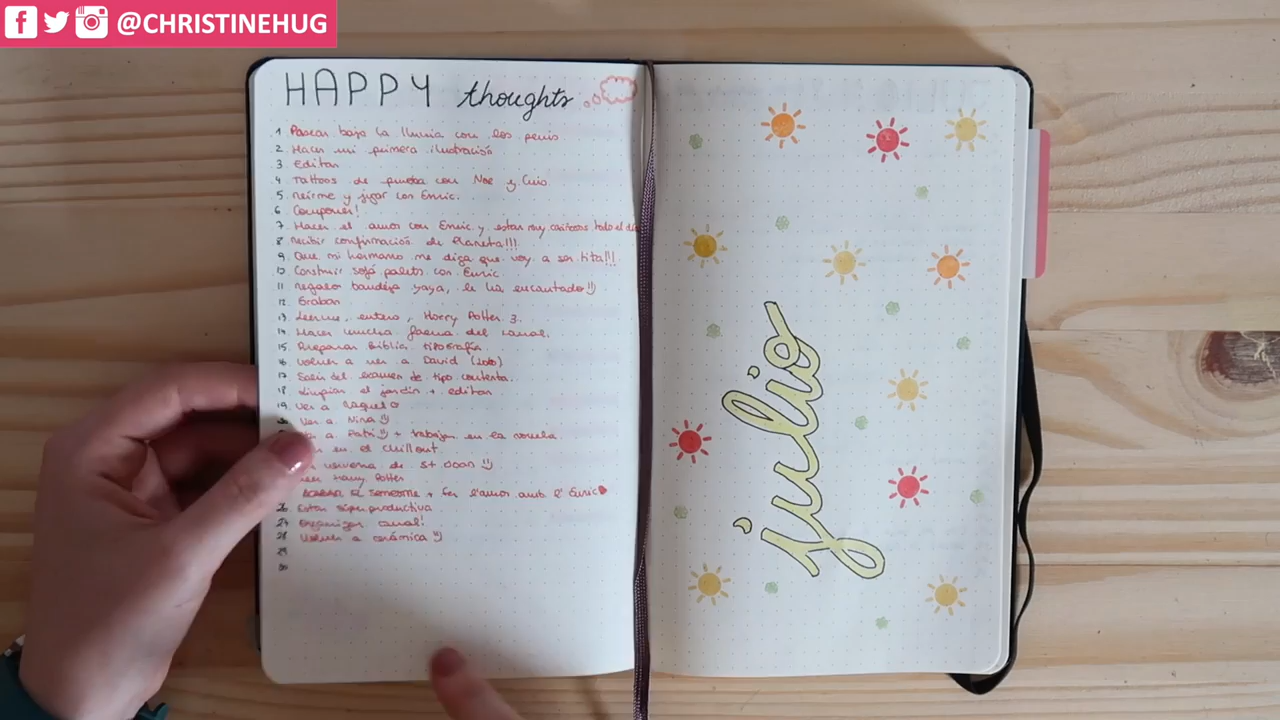 @CHRISTINEHUG
HAPPY thoughts
1 Pasear bajo la lluvia con los perris
2. Hacer mi primera ilustración
3 Editar
4 Tattoos de prueba con Noe y Cuio
5 Reírme y jugar con Enric.
6 Componer!
7. Hacer el amor con Enric y estar muy cariñosos todo el día
8 Recibir confirmación de Planeta!!!
9 Que mi hermano me diga que voy a ser tita!!!
10 Construir sofá palets con Enric
11 regalo bandeja yaya, le ha encantado :)
12. Grabar
13. Leerme, entero, Harry Potter 3.
14. Hacer mucha faena del canal.
15. Preparar biblia tipografía
16 Volver a ver a David (2010)
17 Salir del examen de tipo contenta.
18 Limpiar el jardín + editar
19. Ver a Raquel ♡
Ver a Nina :)
a Patri :) + trabajar en la novela.
en el chillout.
de St Joan :)
Harry Potter
ACABAR EL SEMESTRE + fer l'amor amb l'Enric ♥
26 Estar súper productiva
27 Organizar canal!
28 Volver a cerámica :)
29
30
julio